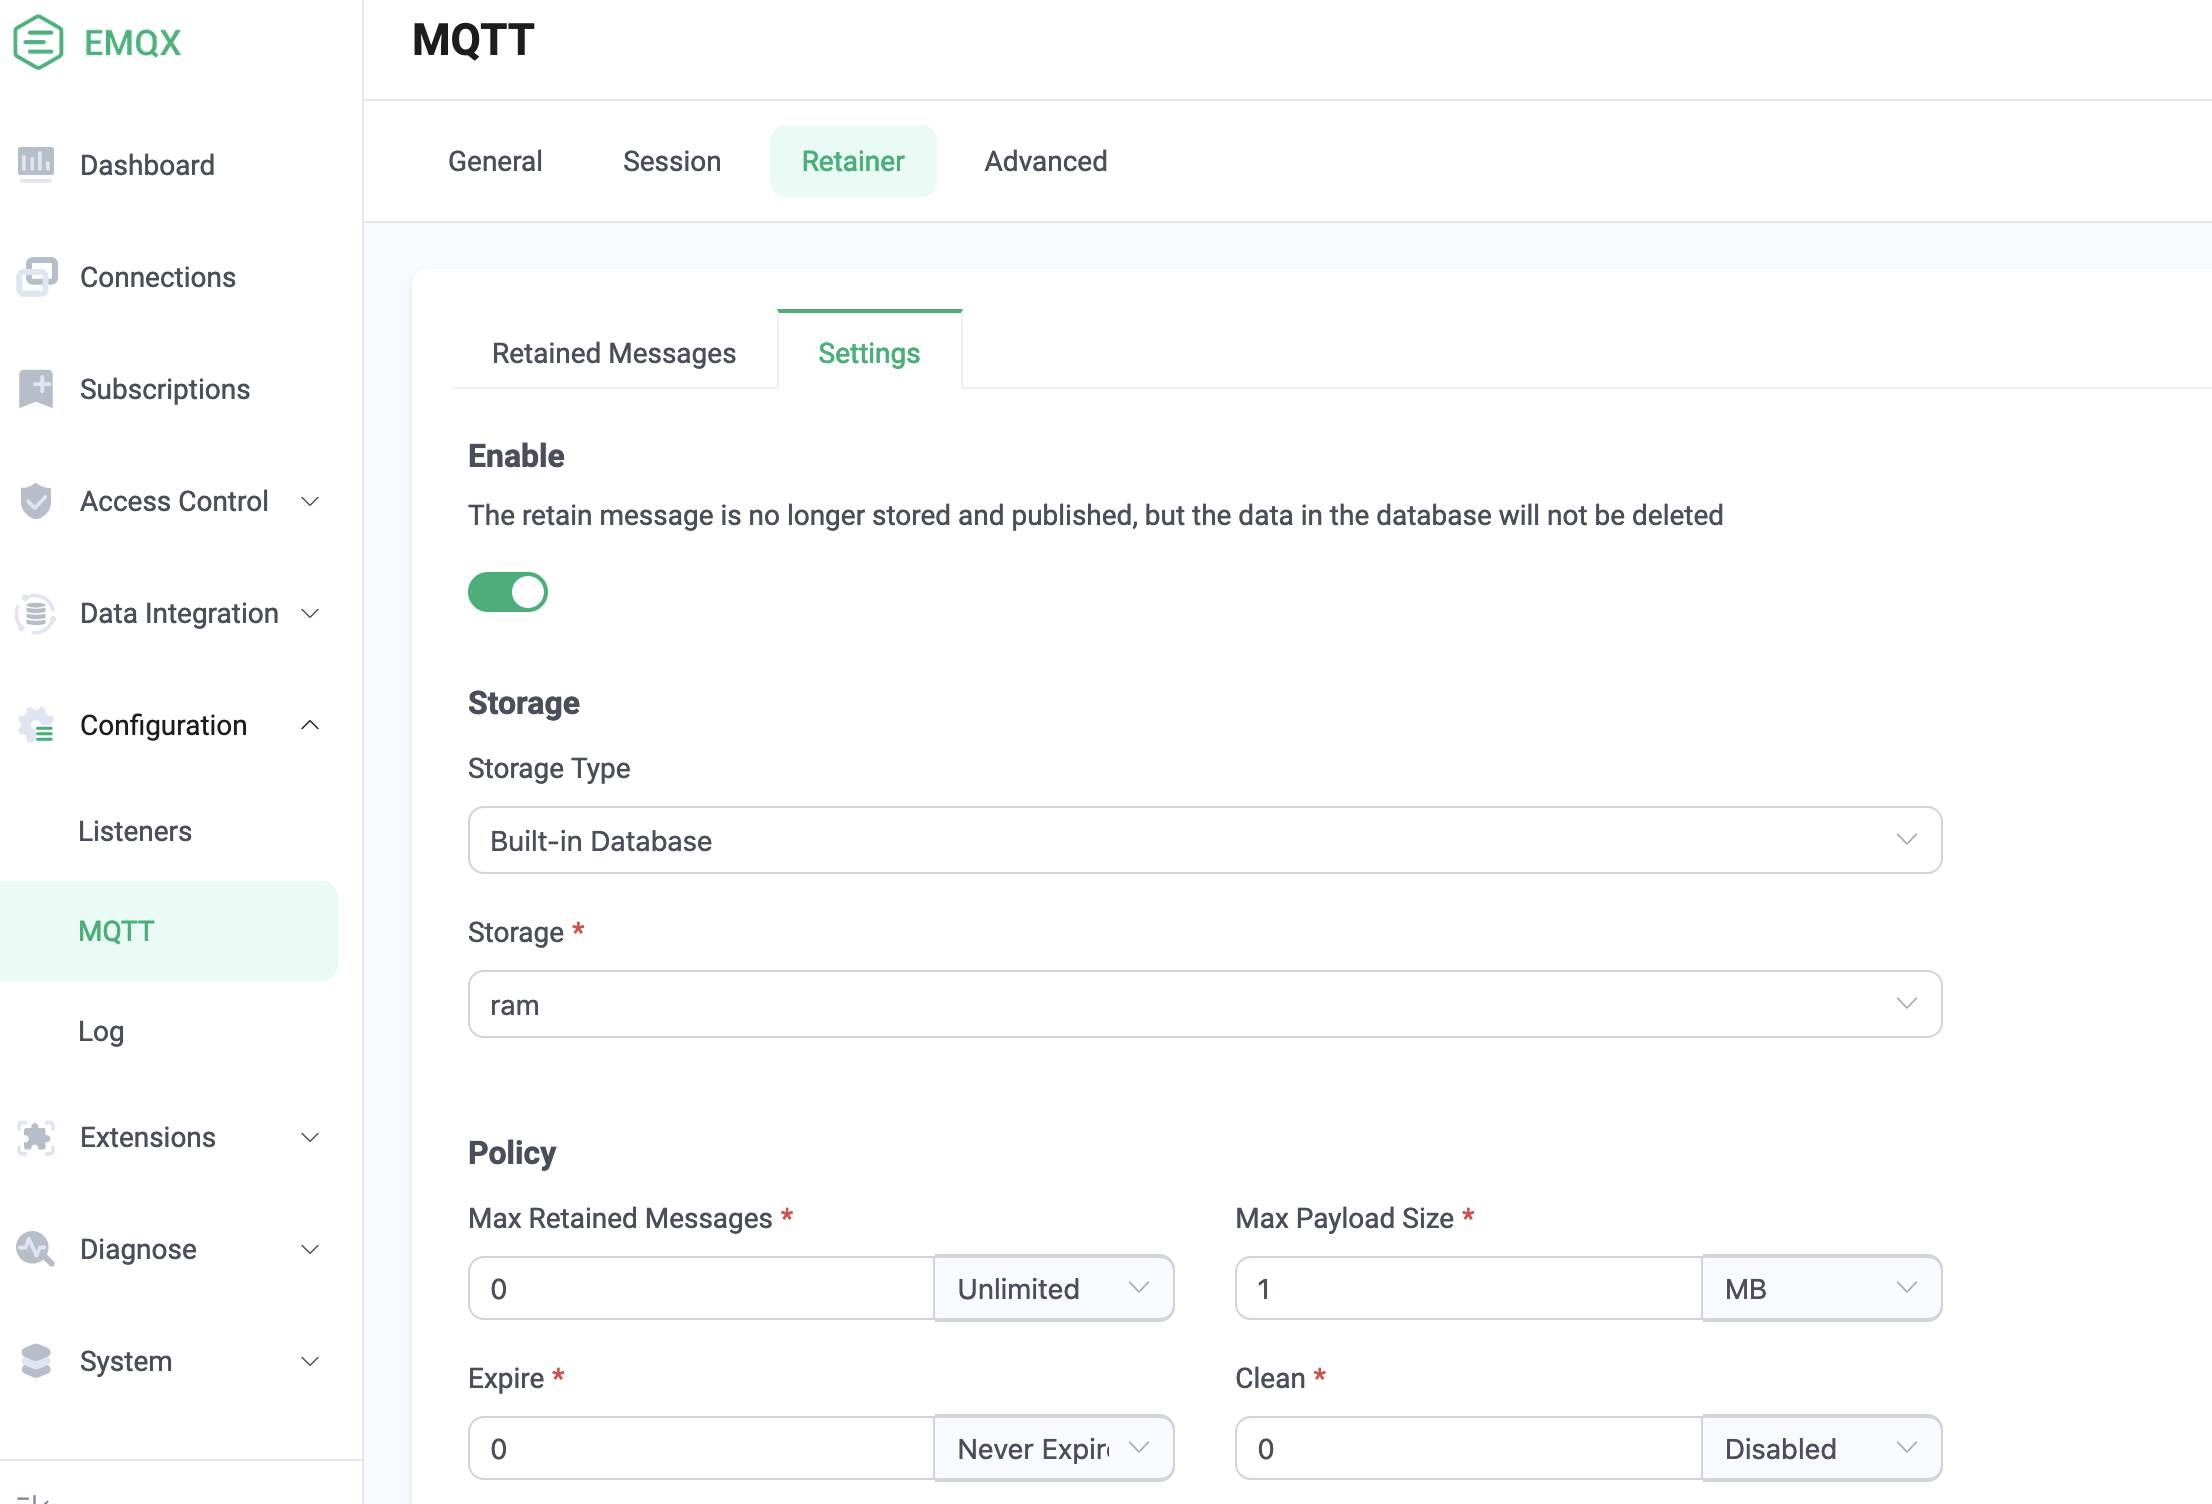 EMQX
Dashboard
Connections
Subscriptions
Access Control
Data Integration
Configuration
Listeners
MQTT
Log
Extensions
Diagnose
System
MQTT
General Session Retainer Advanced
Retained Messages Settings
Enable
The retain message is no longer stored and published, but the data in the database will not be deleted
Storage
Storage Type
Built-in Database
Storage *
ram
Policy
Max Retained Messages * Max Payload Size *
0 Unlimited 1 MB
Expire * Clean *
0 Never Expir 0 Disabled